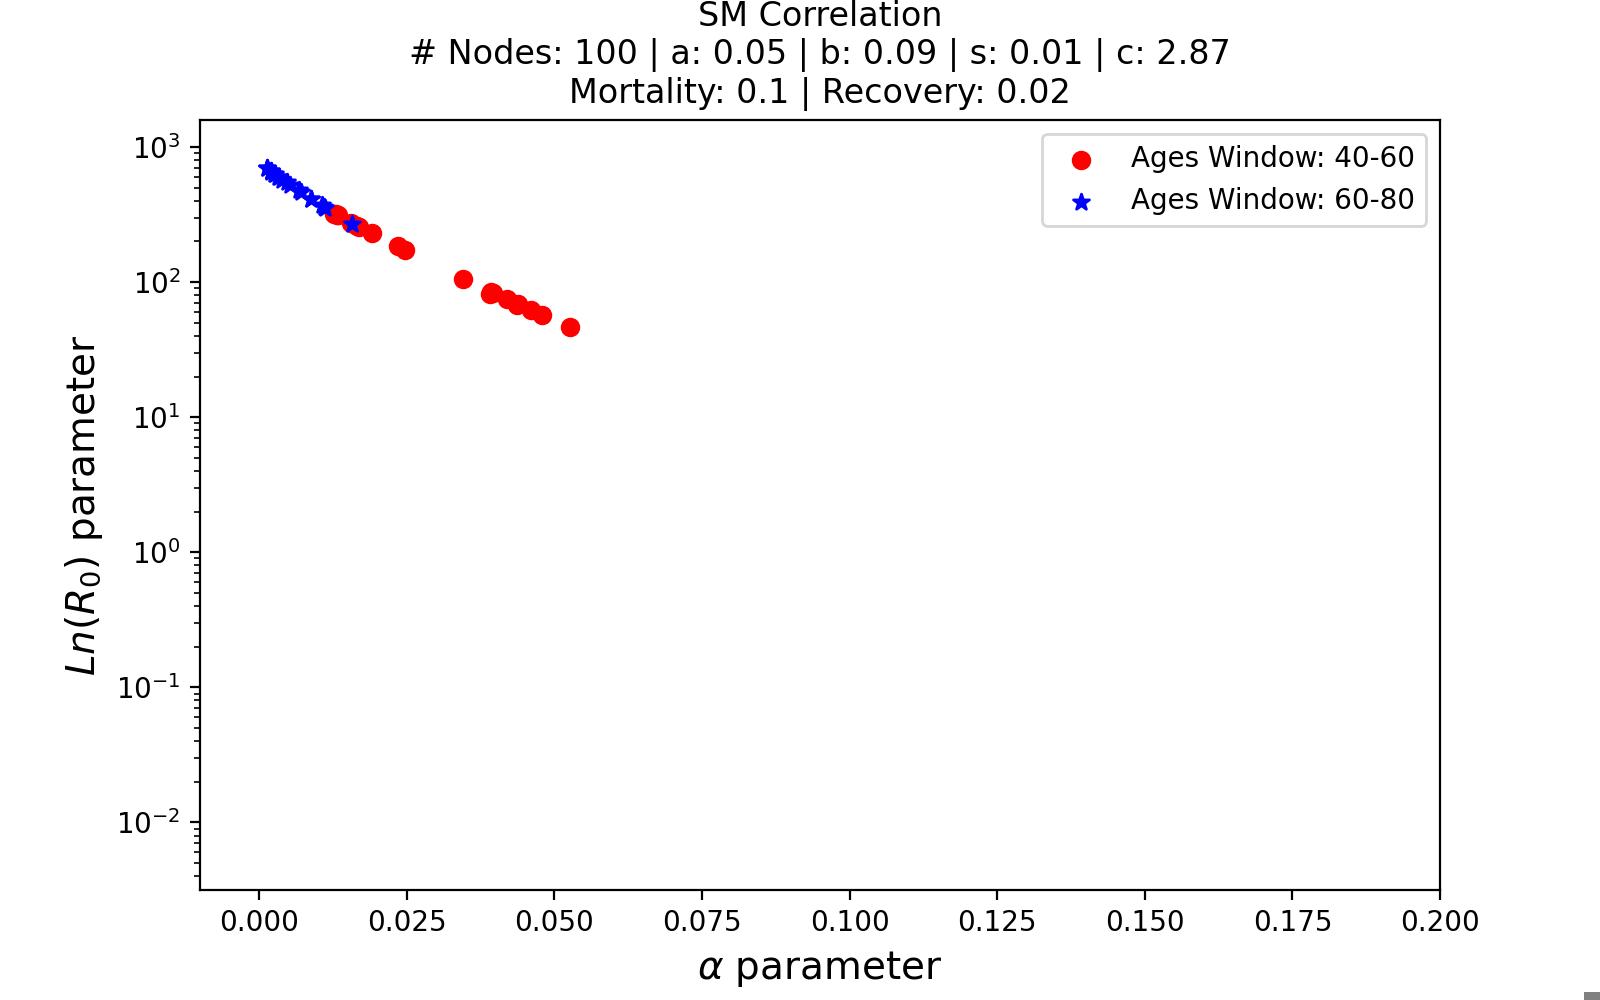 SM Correlation
# Nodes: 100 | a: 0.05 | b: 0.09 | s: 0.01 | c: 2.87
Mortality: 0.1 | Recovery: 0.02
Ages Window: 40-60
Ages Window: 60-80
10³
10²
10¹
10⁰
10⁻¹
10⁻²
Ln(R₀) parameter
0.000 0.025 0.050 0.075 0.100 0.125 0.150 0.175 0.200
α parameter